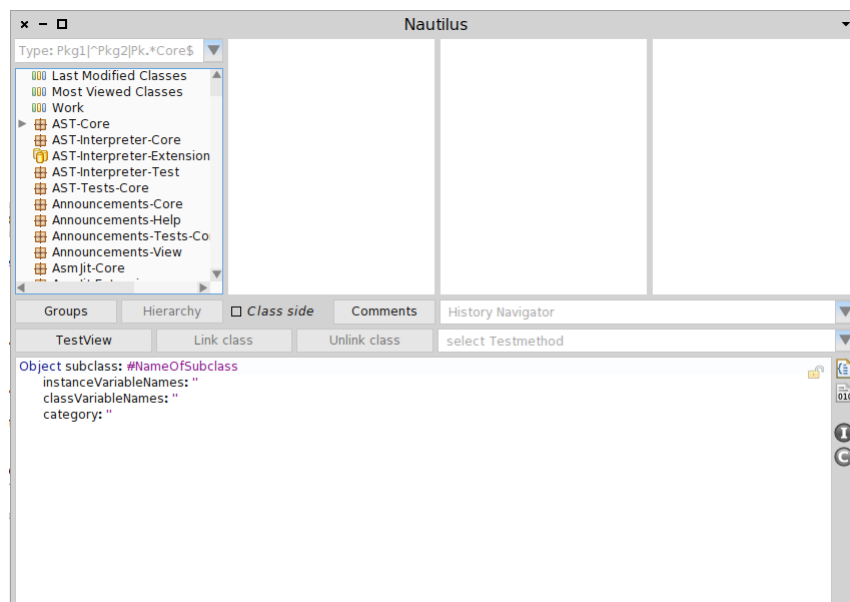 Nautilus
Type: Pkg1|^Pkg2|Pk.*Core$
Last Modified Classes
Most Viewed Classes
Work
AST-Core
AST-Interpreter-Core
AST-Interpreter-Extension
AST-Interpreter-Test
AST-Tests-Core
Announcements-Core
Announcements-Help
Announcements-Tests-Co
Announcements-View
AsmJit-Core
Groups Hierarchy Class side Comments History Navigator
TestView Link class Unlink class select Testmethod
Object subclass: #NameOfSubclass
instanceVariableNames: ''
classVariableNames: ''
category: ''
010
I
C